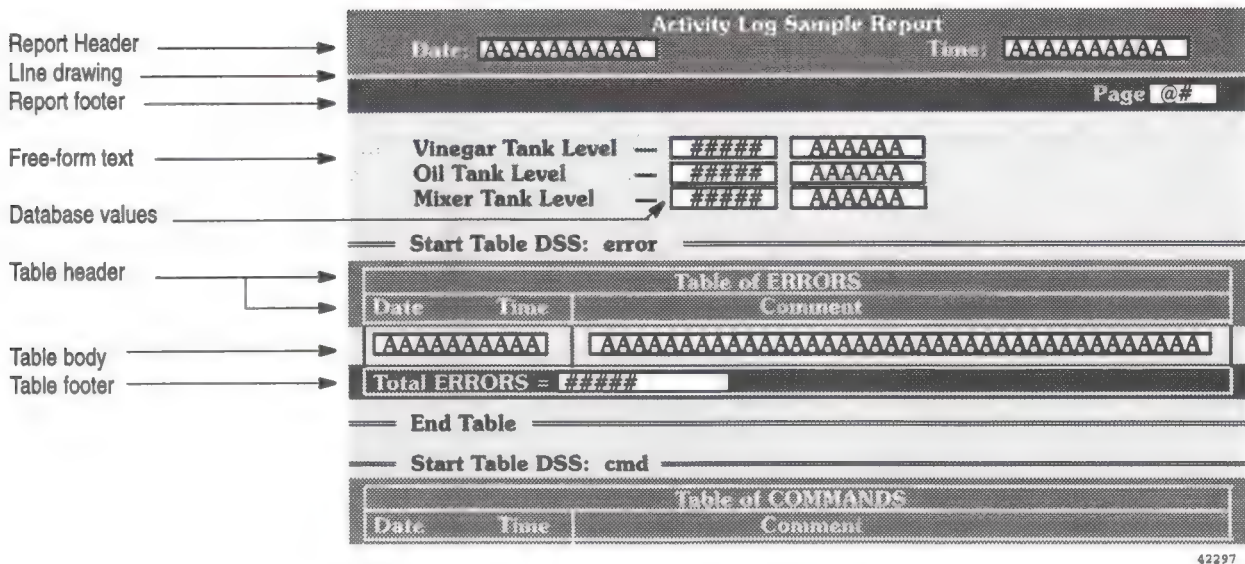 Activity Log Sample Report
Report Header
Date: AAAAAAAAAA Time: AAAAAAAAAA
Line drawing
Report footer
Page @#
Free-form text
Vinegar Tank Level — ##### AAAAAA
Oil Tank Level — ##### AAAAAA
Mixer Tank Level — ##### AAAAAA
Database values
Start Table DSS: error
Table header
Table of ERRORS
Date Time Comment
Table body
AAAAAAAAAA
Table footer
Total ERRORS = #####
End Table
Start Table DSS: cmd
Table of COMMANDS
Date Time Comment
42297